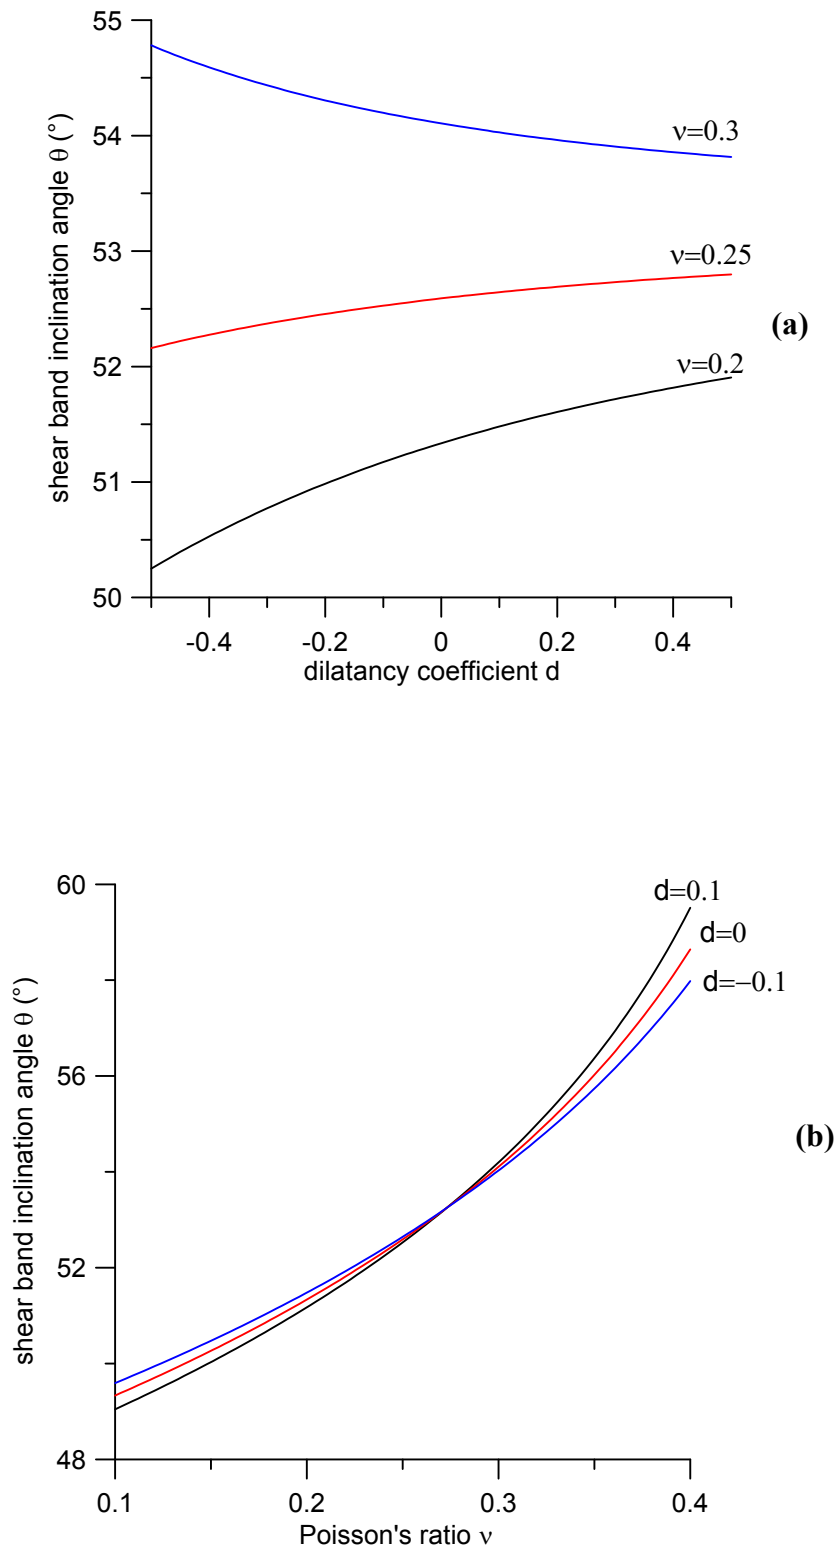 55
54
53
52
51
50
shear band inclination angle θ (°)
ν=0.3
ν=0.25
ν=0.2
(a)
-0.4 -0.2 0 0.2 0.4
dilatancy coefficient d
60
56
52
48
shear band inclination angle θ (°)
d=0.1
d=0
d=−0.1
(b)
0.1 0.2 0.3 0.4
Poisson's ratio ν